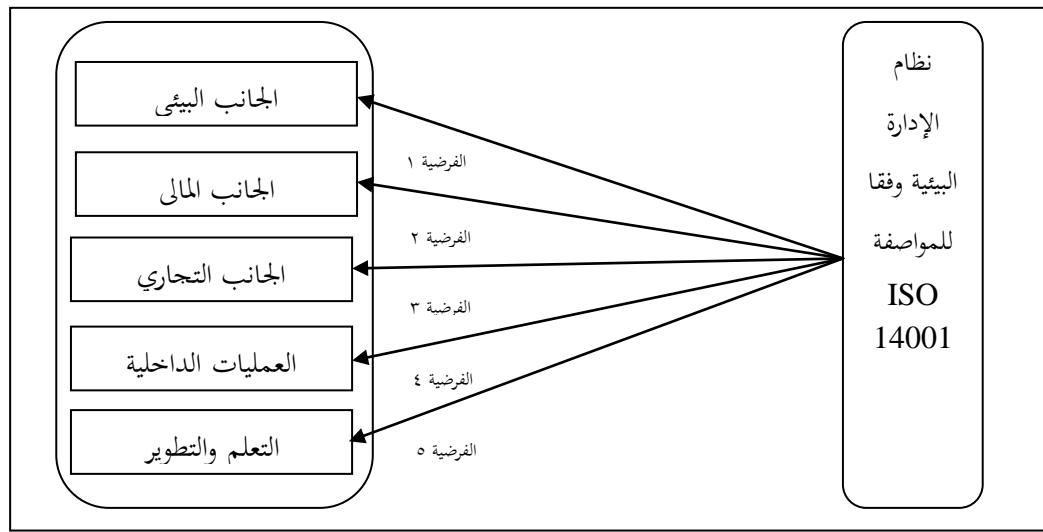 نظام
الإدارة
البيئية وفقا
للمواصفة
ISO
14001
الفرضية ١
الفرضية ٢
الفرضية ٣
الفرضية ٤
الفرضية ٥
الجانب البيئى
الجانب المالى
الجانب التجاري
العمليات الداخلية
التعلم والتطوير